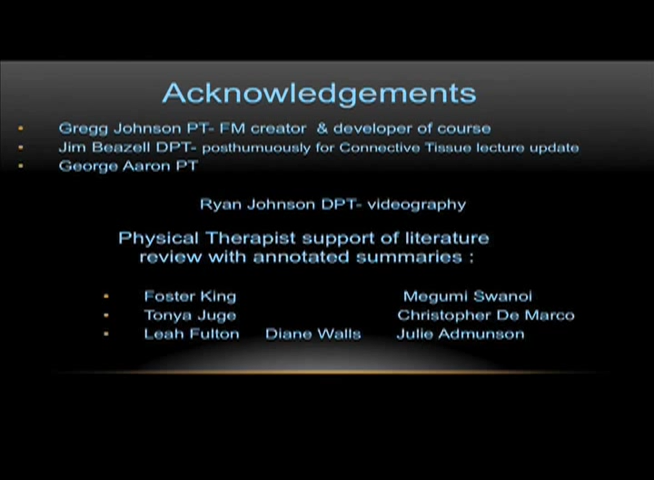 Acknowledgements
Gregg Johnson PT- FM creator & developer of course
Jim Beazell DPT- posthumuously for Connective Tissue lecture update
George Aaron PT
Ryan Johnson DPT- videography
Physical Therapist support of literature
review with annotated summaries :
Foster King Megumi Swanoi
Tonya Juge Christopher De Marco
Leah Fulton Diane Walls Julie Admunson